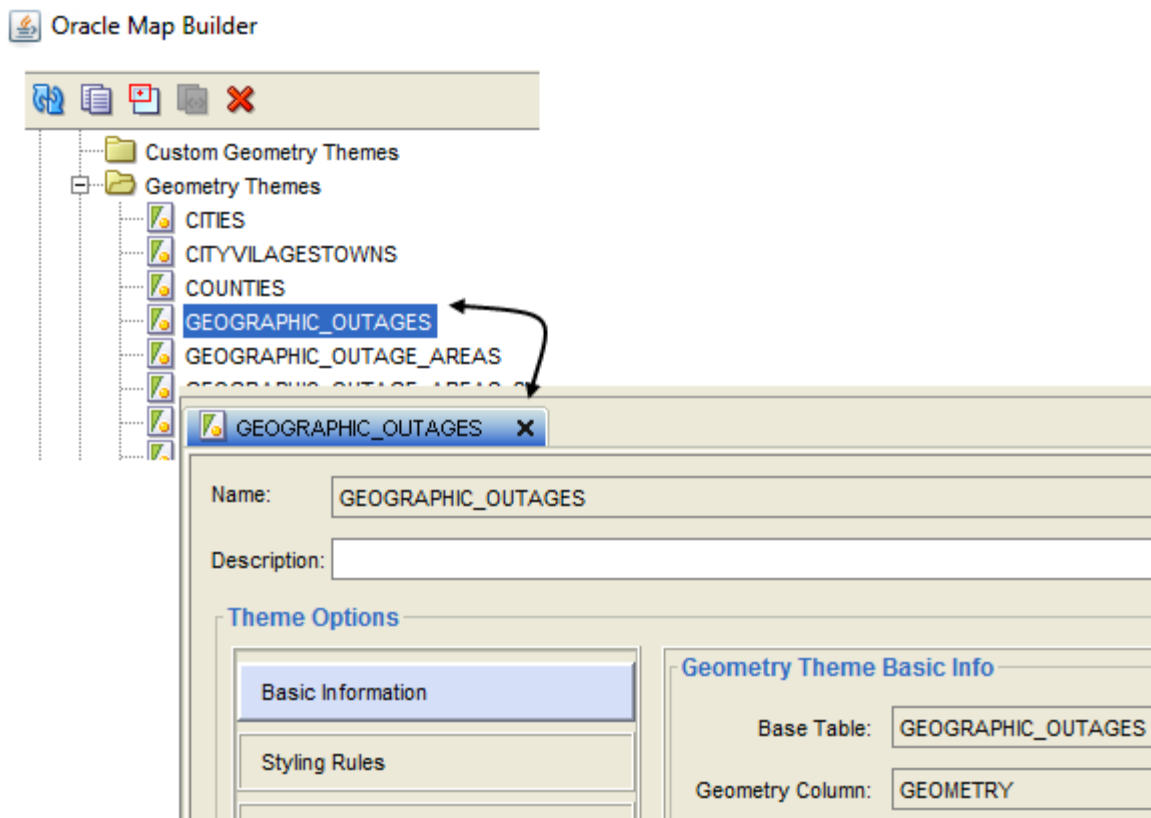 Oracle Map Builder
Custom Geometry Themes
Geometry Themes
CITIES
CITYVILAGESTOWNS
COUNTIES
GEOGRAPHIC_OUTAGES
GEOGRAPHIC_OUTAGE_AREAS
GEOGRAPHIC_OUTAGES
Name: GEOGRAPHIC_OUTAGES
Description:
Theme Options
Basic Information
Styling Rules
Geometry Theme Basic Info
Base Table: GEOGRAPHIC_OUTAGES
Geometry Column: GEOMETRY